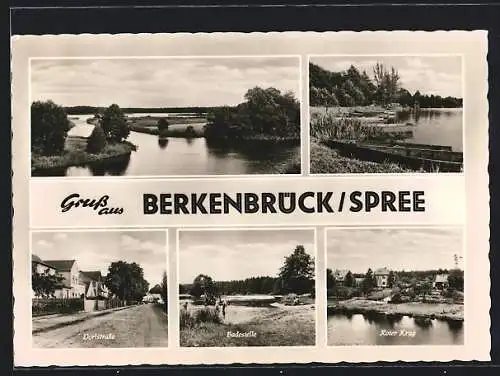 Gruß aus BERKENBRÜCK/SPREE
Dorfstraße
Badestelle
Roter Krug